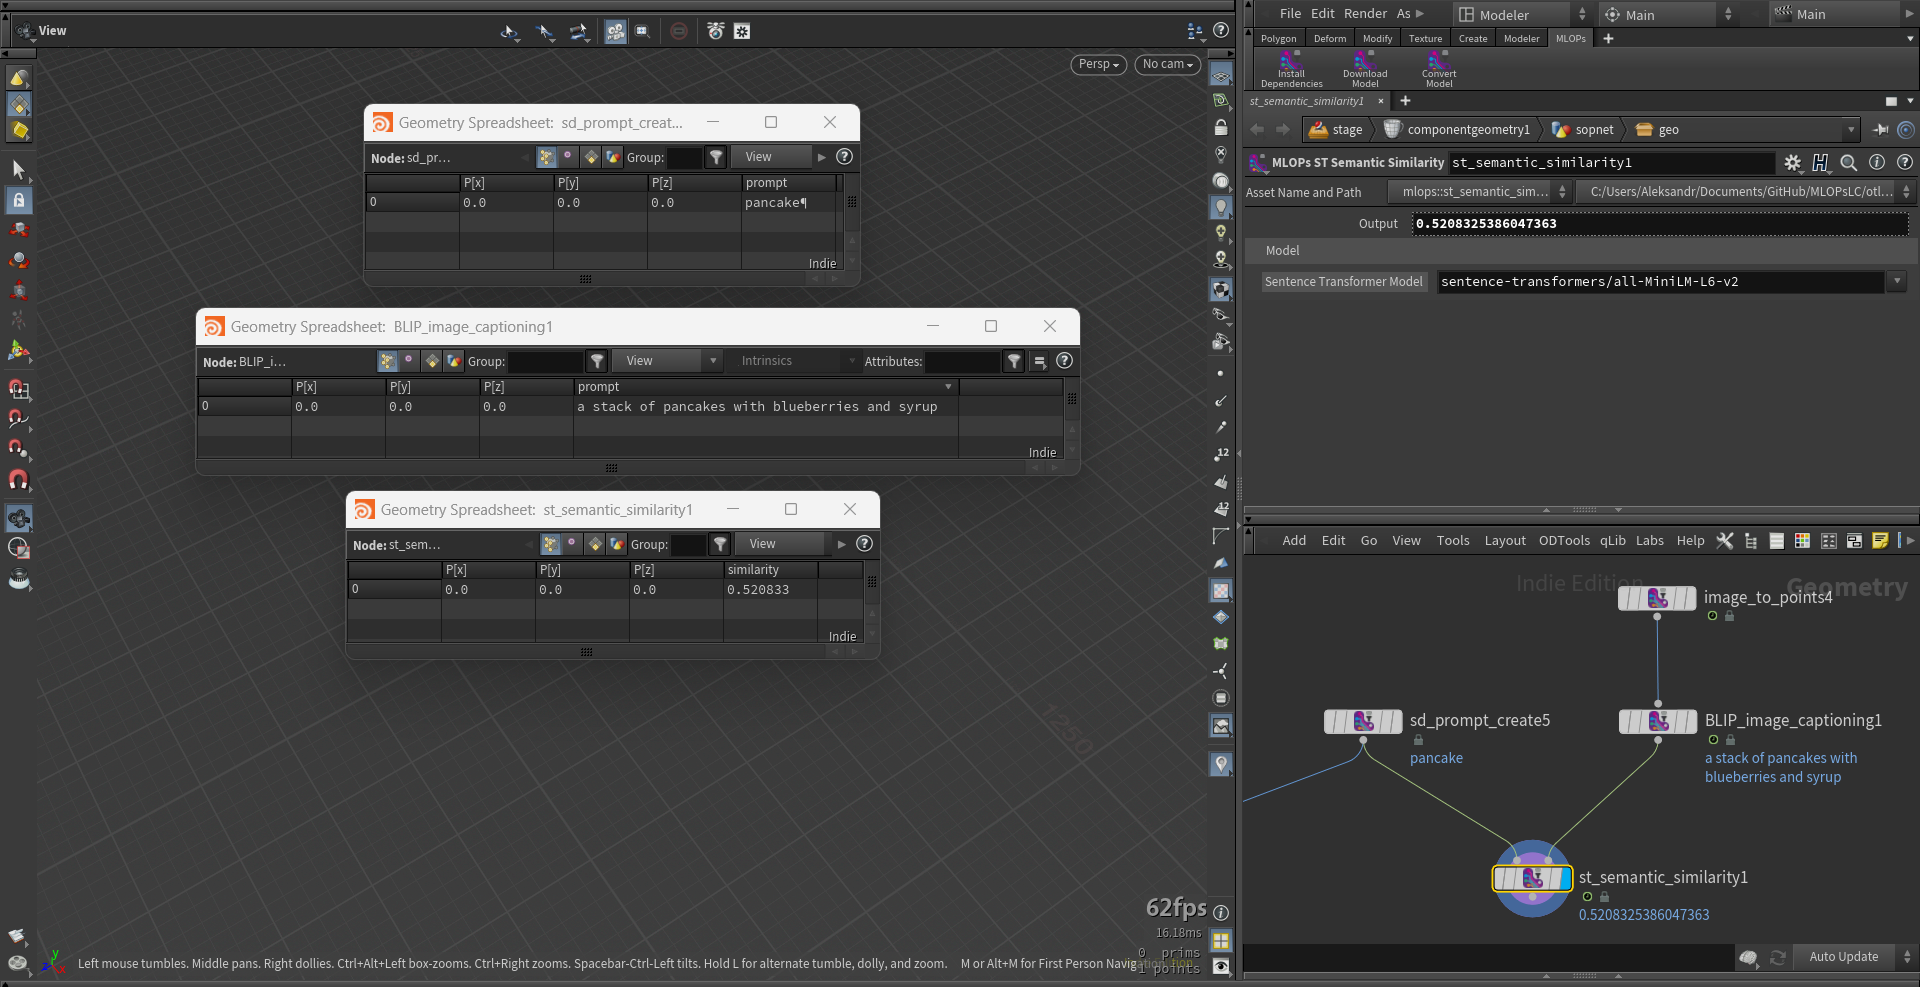 View
Persp
No cam
Geometry Spreadsheet: sd_prompt_creat...
Node: sd_pr...
Group:
View
P[x] P[y] P[z] prompt
0 0.0 0.0 0.0 pancake¶
Indie
Geometry Spreadsheet: BLIP_image_captioning1
Node: BLIP_i...
Group:
View
Intrinsics
Attributes:
P[x] P[y] P[z] prompt
0 0.0 0.0 0.0 a stack of pancakes with blueberries and syrup
Indie
Geometry Spreadsheet: st_semantic_similarity1
Node: st_sem...
Group:
View
P[x] P[y] P[z] similarity
0 0.0 0.0 0.0 0.520833
Indie
1250
12
12
62fps
16.18ms
0 prims
1 points
Left mouse tumbles. Middle pans. Right dollies. Ctrl+Alt+Left box-zooms. Ctrl+Right zooms. Spacebar-Ctrl-Left tilts. Hold L for alternate tumble, dolly, and zoom. M or Alt+M for First Person Navig
File Edit Render As
Modeler
Main
Main
Polygon Deform Modify Texture Create Modeler MLOPs
Install Dependencies
Download Model
Convert Model
st_semantic_similarity1
stage componentgeometry1 sopnet geo
MLOPs ST Semantic Similarity st_semantic_similarity1
Asset Name and Path mlops::st_semantic_sim... C:/Users/Aleksandr/Documents/GitHub/MLOPsLC/otl...
Output 0.5208325386047363
Model
Sentence Transformer Model sentence-transformers/all-MiniLM-L6-v2
Add Edit Go View Tools Layout ODTools qLib Labs Help
Indie Edition
Geometry
image_to_points4
sd_prompt_create5
pancake
BLIP_image_captioning1
a stack of pancakes with
blueberries and syrup
st_semantic_similarity1
0.5208325386047363
Auto Update